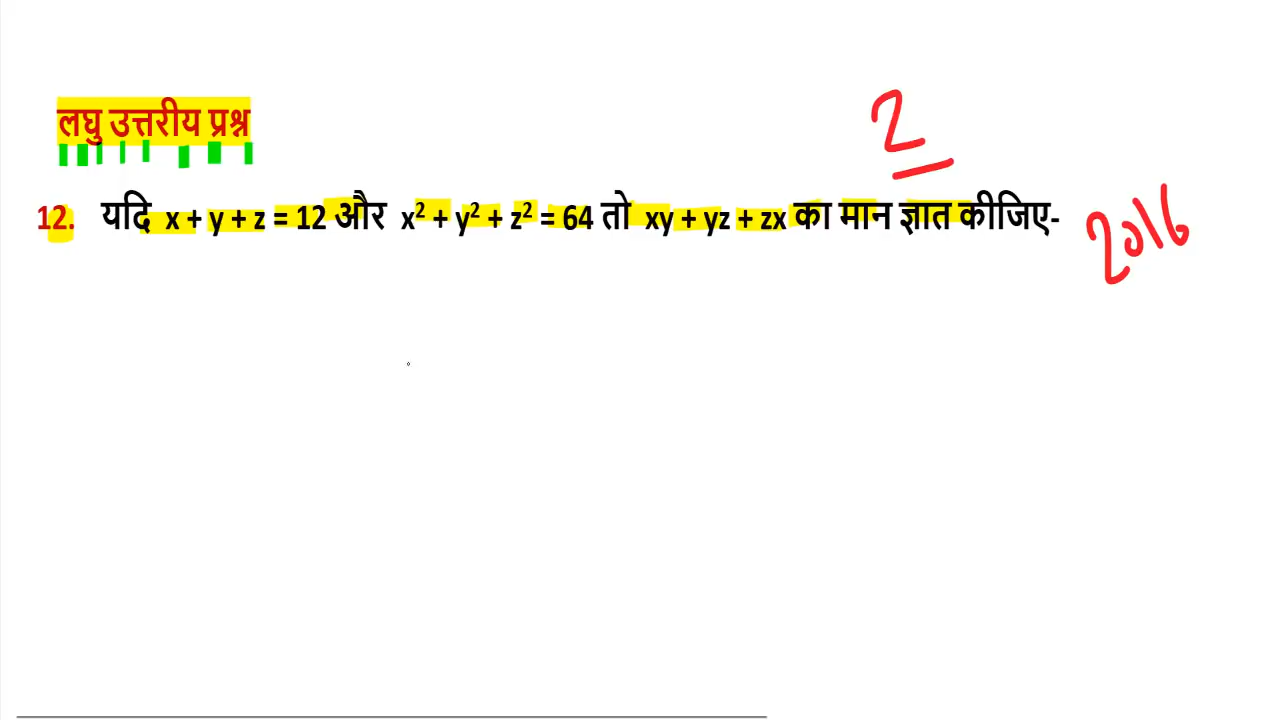 लघु उत्तरीय प्रश्न
2
12. यदि x + y + z = 12 और x² + y² + z² = 64 तो xy + yz + zx का मान ज्ञात कीजिए-
2016